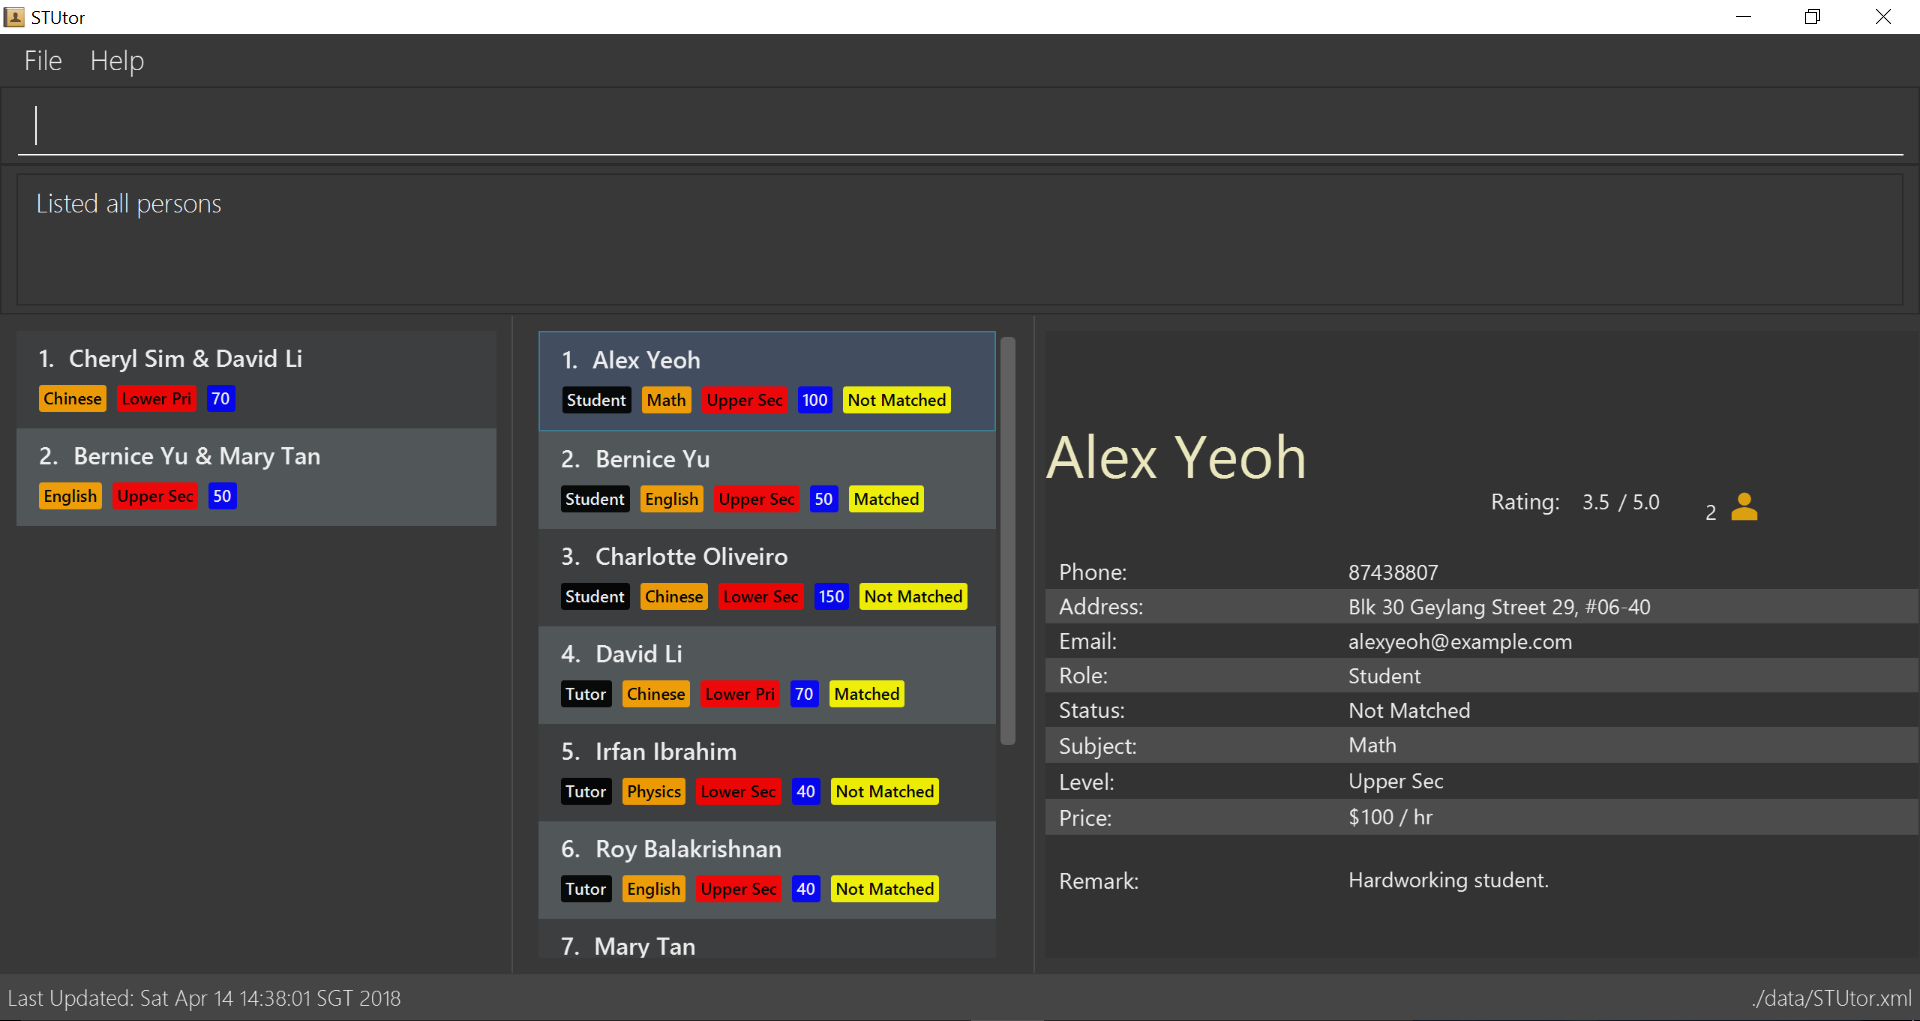 STUtor
File Help
Listed all persons
1. Cheryl Sim & David Li
Chinese Lower Pri 70
2. Bernice Yu & Mary Tan
English Upper Sec 50
1. Alex Yeoh
Student Math Upper Sec 100 Not Matched
2. Bernice Yu
Student English Upper Sec 50 Matched
3. Charlotte Oliveiro
Student Chinese Lower Sec 150 Not Matched
4. David Li
Tutor Chinese Lower Pri 70 Matched
5. Irfan Ibrahim
Tutor Physics Lower Sec 40 Not Matched
6. Roy Balakrishnan
Tutor English Upper Sec 40 Not Matched
7. Mary Tan
Alex Yeoh
Rating: 3.5 / 5.0 2
Phone: 87438807
Address: Blk 30 Geylang Street 29, #06-40
Email: alexyeoh@example.com
Role: Student
Status: Not Matched
Subject: Math
Level: Upper Sec
Price: $100 / hr
Remark: Hardworking student.
Last Updated: Sat Apr 14 14:38:01 SGT 2018
./data/STUtor.xml